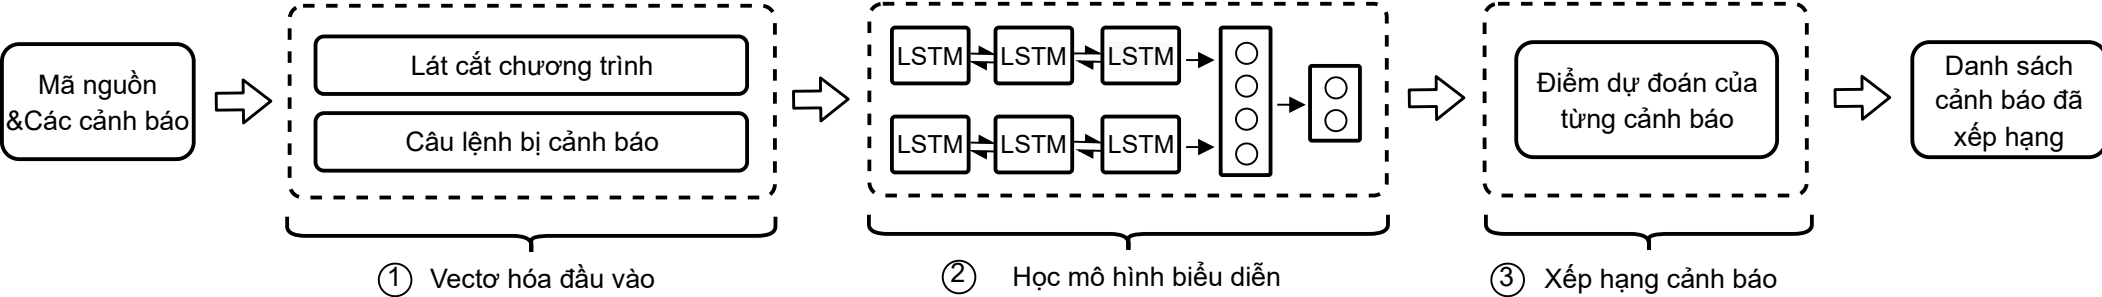 Mã nguồn
&Các cảnh báo
Lát cắt chương trình
Câu lệnh bị cảnh báo
LSTM LSTM LSTM
LSTM LSTM LSTM
Điểm dự đoán của
từng cảnh báo
Danh sách
cảnh báo đã
xếp hạng
1 Vectơ hóa đầu vào
2 Học mô hình biểu diễn
3 Xếp hạng cảnh báo